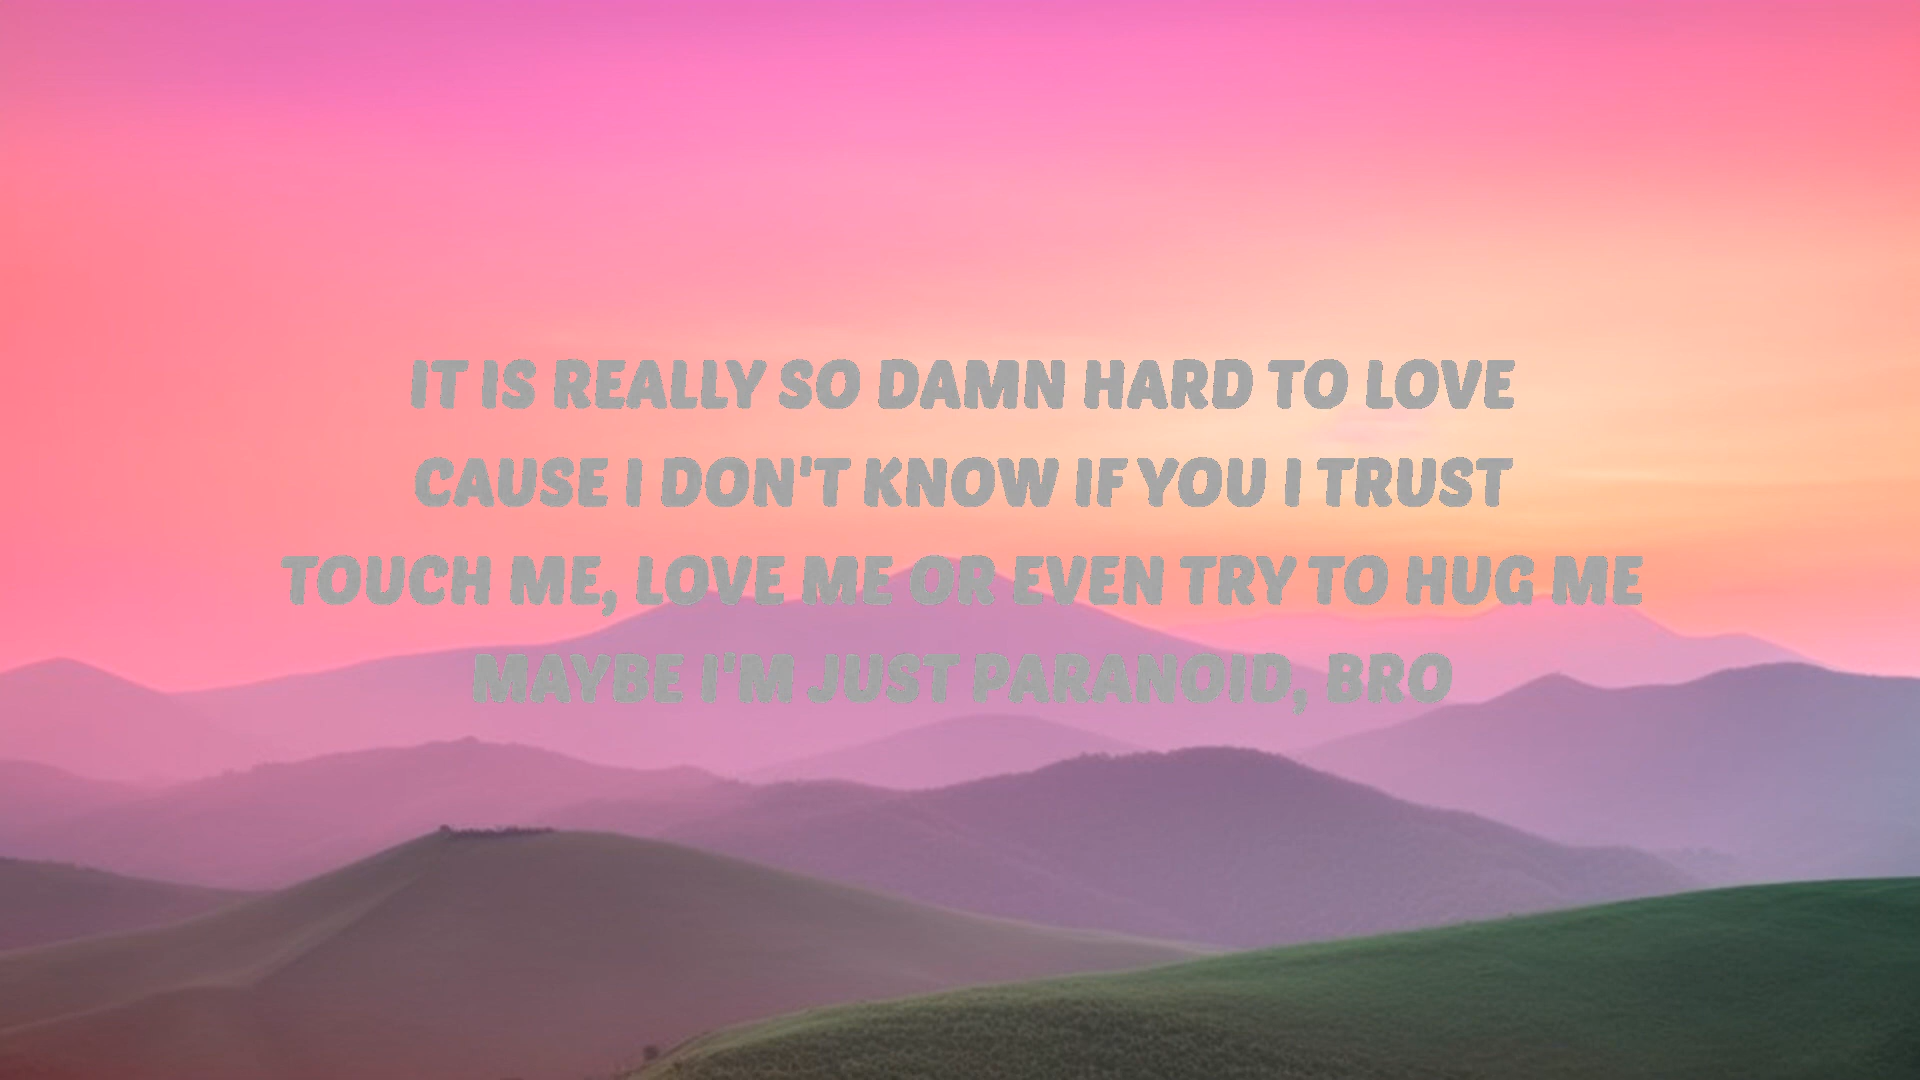 IT IS REALLY SO DAMN HARD TO LOVE
CAUSE I DON'T KNOW IF YOU I TRUST
TOUCH ME, LOVE ME OR EVEN TRY TO HUG ME
MAYBE I'M JUST PARANOID, BRO